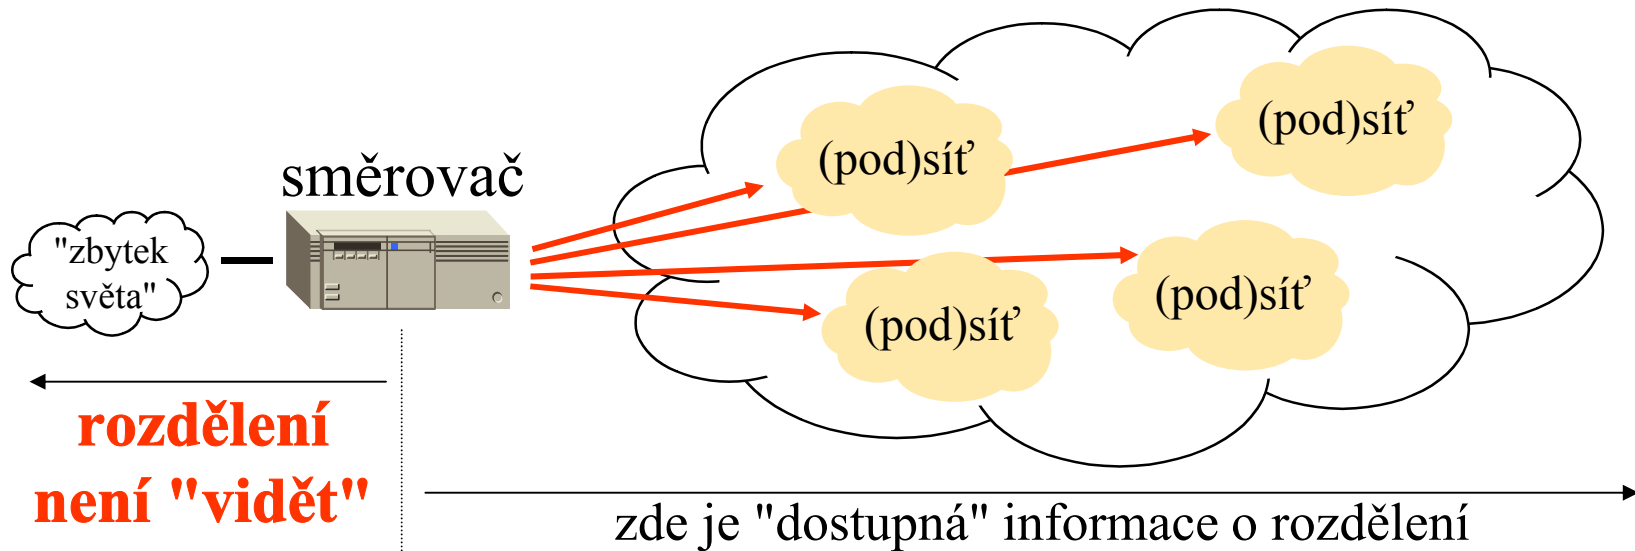 směrovač
"zbytek
světa"
(pod)síť
(pod)síť
(pod)síť
(pod)síť
rozdělení
není "vidět"
zde je "dostupná" informace o rozdělení